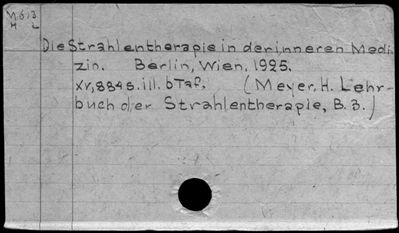 M.613
H L
Die Strahlentherapie in der inneren Medi-
zin. Berlin, Wien, 1925.
XV, 884 S. ill. 6 Taf. (Meyer, H. Lehr-
buch der Strahlentherapie, B. 3.)